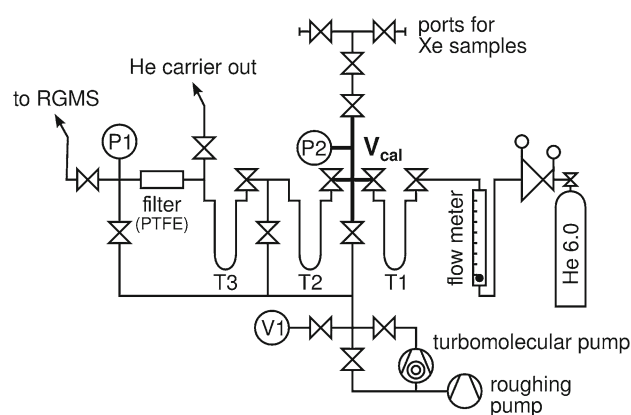 ports for
Xe samples
He carrier out
to RGMS
P1
P2
Vcal
filter
(PTFE)
flow meter
He 6.0
T3
T2
T1
V1
turbomolecular pump
roughing
pump